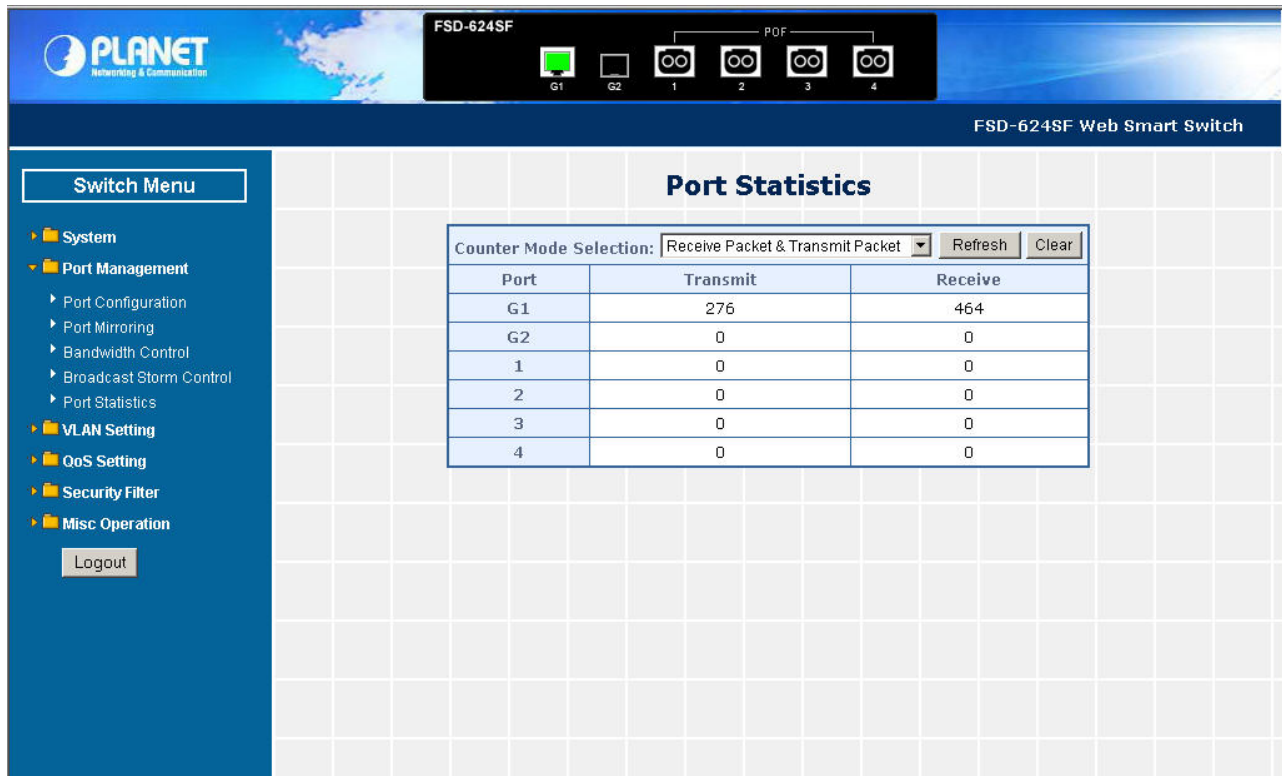 PLANET
Networking & Communication
FSD-624SF
POF
G1 G2 1 2 3 4
FSD-624SF Web Smart Switch
Switch Menu
System
Port Management
Port Configuration
Port Mirroring
Bandwidth Control
Broadcast Storm Control
Port Statistics
VLAN Setting
QoS Setting
Security Filter
Misc Operation
Logout
Port Statistics
Counter Mode Selection: Receive Packet & Transmit Packet Refresh Clear
Port Transmit Receive
G1 276 464
G2 0 0
1 0 0
2 0 0
3 0 0
4 0 0